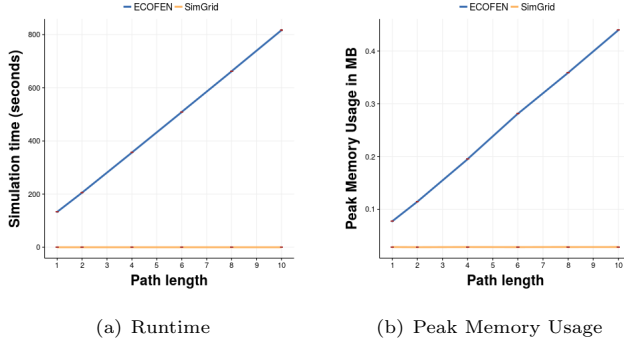 ECOFEN SimGrid
800
600
400
200
0
Simulation time (seconds)
1 2 3 4 5 6 7 8 9 10
Path length
(a) Runtime
ECOFEN SimGrid
0.4
0.3
0.2
0.1
Peak Memory Usage in MB
1 2 3 4 5 6 7 8 9 10
Path length
(b) Peak Memory Usage